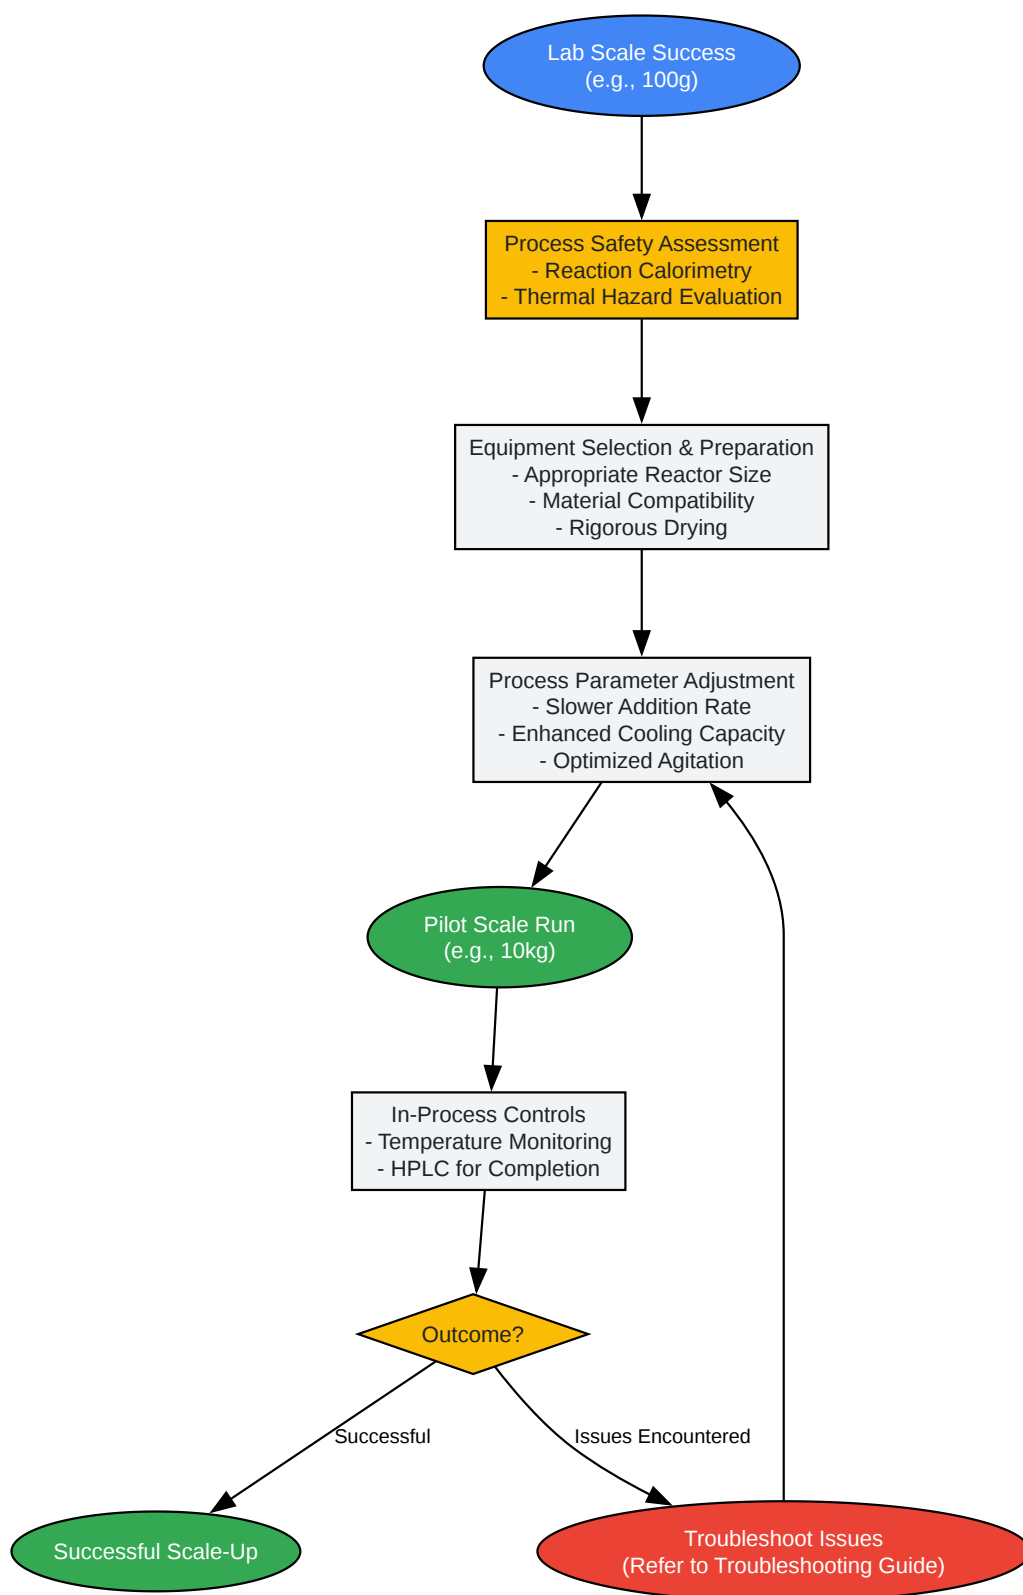 Lab Scale Success
(e.g., 100g)
Process Safety Assessment
- Reaction Calorimetry
- Thermal Hazard Evaluation
Equipment Selection & Preparation
- Appropriate Reactor Size
- Material Compatibility
- Rigorous Drying
Process Parameter Adjustment
- Slower Addition Rate
- Enhanced Cooling Capacity
- Optimized Agitation
Pilot Scale Run
(e.g., 10kg)
In-Process Controls
- Temperature Monitoring
- HPLC for Completion
Outcome?
Successful
Issues Encountered
Successful Scale-Up
Troubleshoot Issues
(Refer to Troubleshooting Guide)